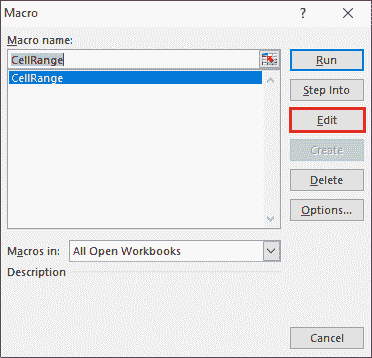 Macro
?
Macro name:
CellRange
Run
CellRange
Step Into
Edit
Create
Delete
Options...
Macros in:
All Open Workbooks
Description
Cancel